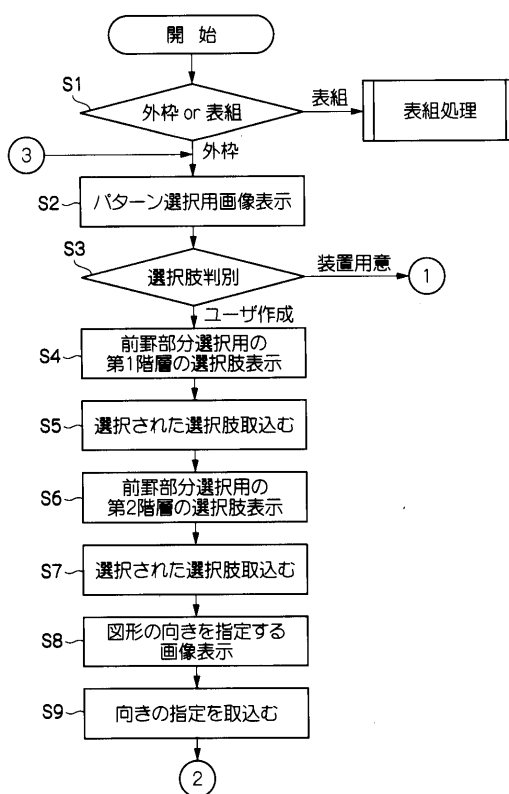 開 始
S1
外枠 or 表組
表組
表組処理
3
外枠
S2
パターン選択用画像表示
S3
選択肢判別
装置用意
1
ユーザ作成
S4
前罫部分選択用の
第1階層の選択肢表示
S5
選択された選択肢取込む
S6
前罫部分選択用の
第2階層の選択肢表示
S7
選択された選択肢取込む
S8
図形の向きを指定する
画像表示
S9
向きの指定を取込む
2